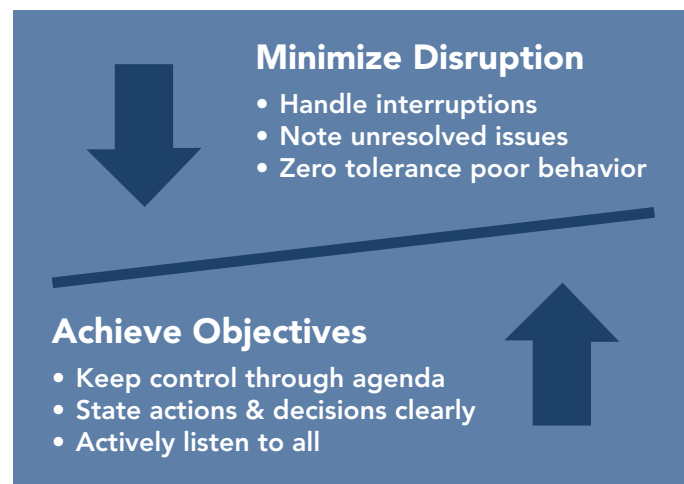 Minimize Disruption
• Handle interruptions
• Note unresolved issues
• Zero tolerance poor behavior
Achieve Objectives
• Keep control through agenda
• State actions & decisions clearly
• Actively listen to all